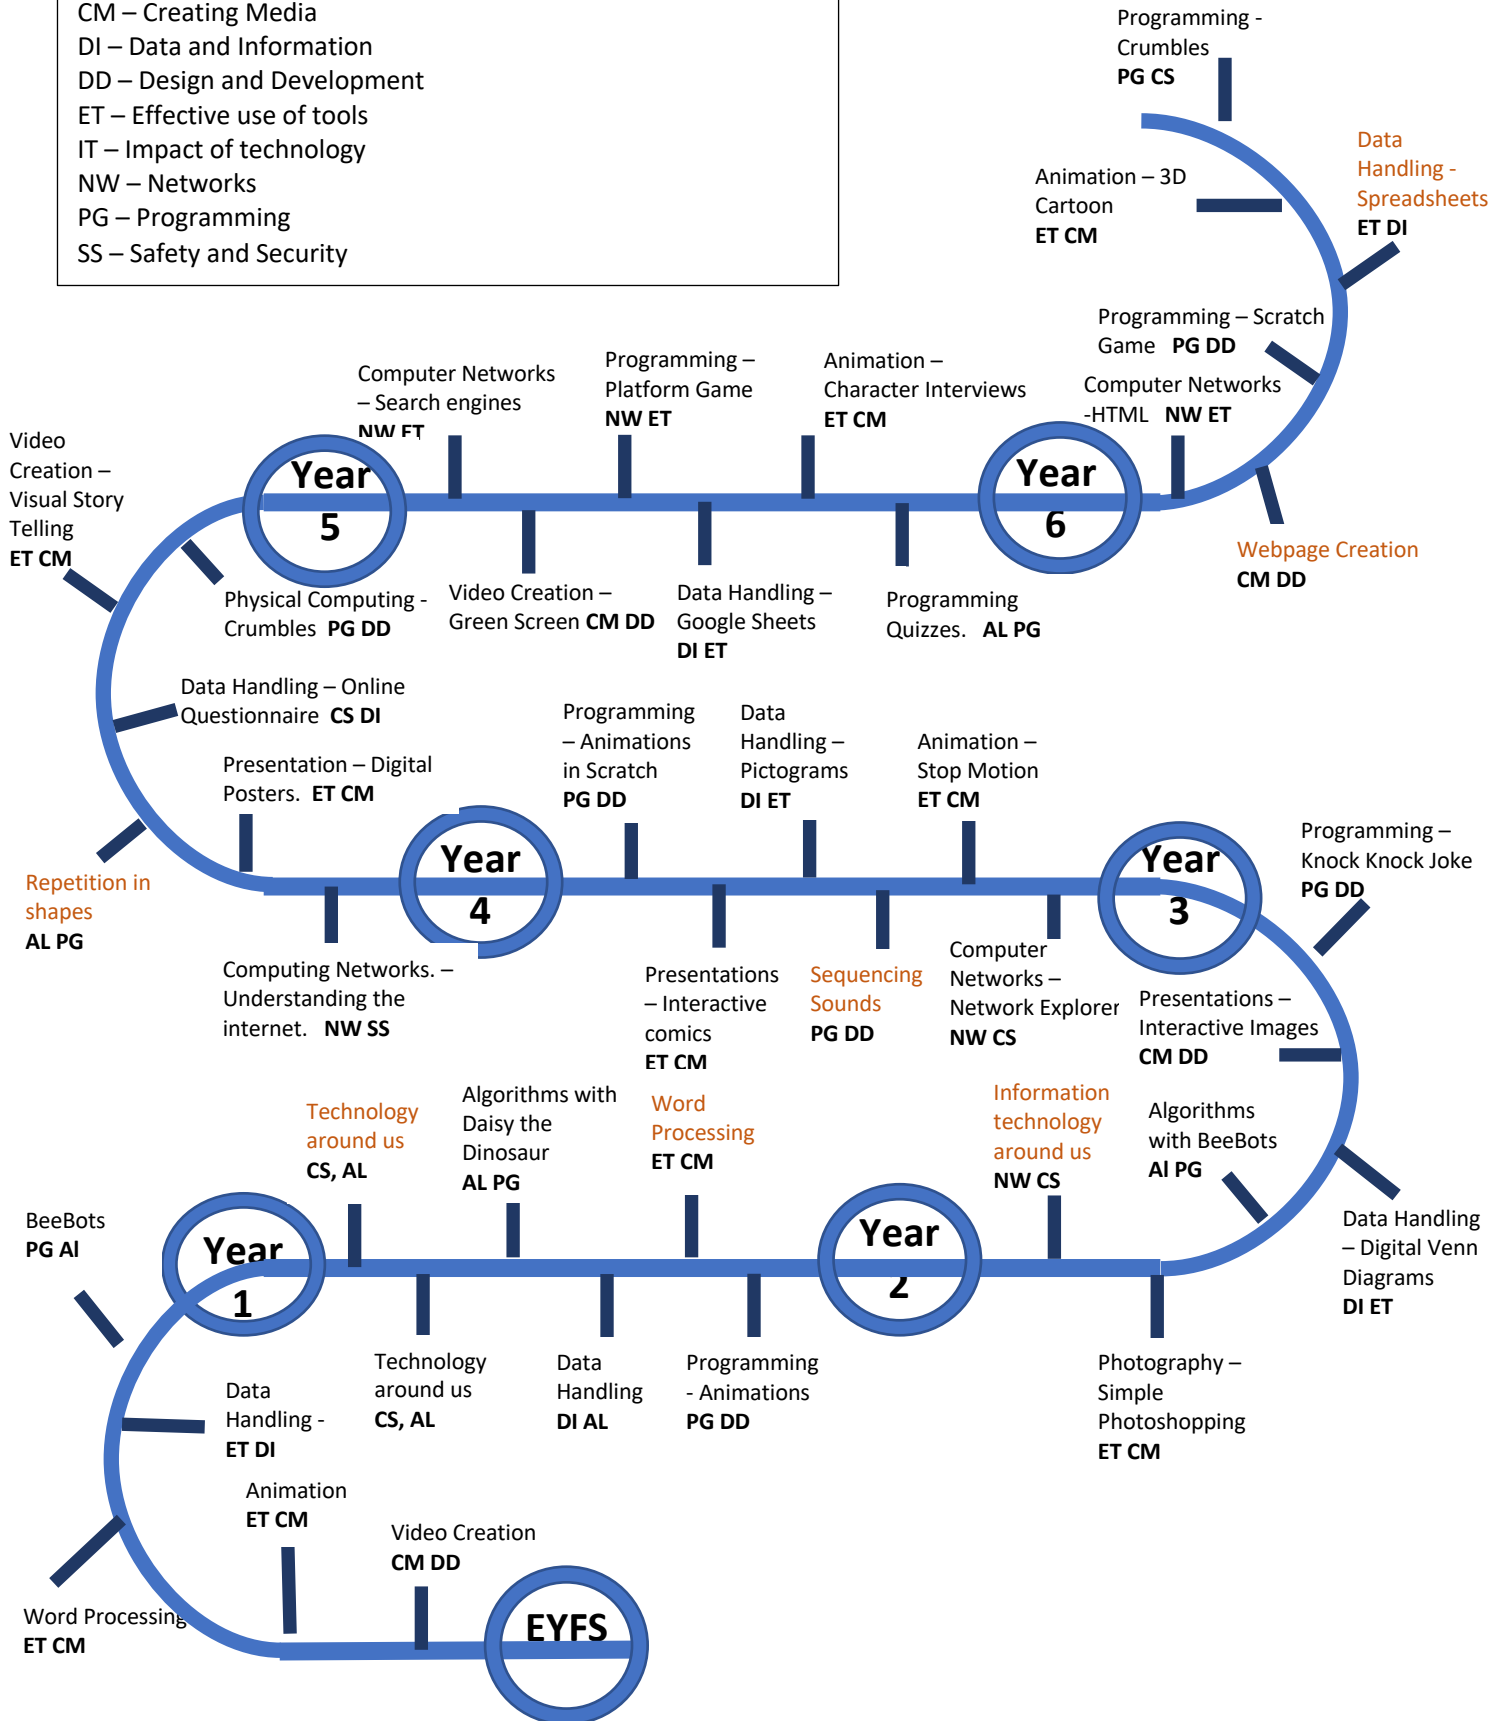 CM – Creating Media
DI – Data and Information
DD – Design and Development
ET – Effective use of tools
IT – Impact of technology
NW – Networks
PG – Programming
SS – Safety and Security
Programming -
Crumbles
PG CS
Data
Handling -
Spreadsheets
ET DI
Animation – 3D
Cartoon
ET CM
Programming – Scratch
Game PG DD
Computer Networks
-HTML NW ET
Webpage Creation
CM DD
Year
6
Animation –
Character Interviews
ET CM
Programming
Quizzes. AL PG
Programming –
Platform Game
NW ET
Data Handling –
Google Sheets
DI ET
Computer Networks
– Search engines
NW ET
Video Creation –
Green Screen CM DD
Year
5
Video
Creation –
Visual Story
Telling
ET CM
Physical Computing -
Crumbles PG DD
Data Handling – Online
Questionnaire CS DI
Presentation – Digital
Posters. ET CM
Repetition in
shapes
AL PG
Computing Networks. –
Understanding the
internet. NW SS
Year
4
Programming
– Animations
in Scratch
PG DD
Presentations
– Interactive
comics
ET CM
Data
Handling –
Pictograms
DI ET
Sequencing
Sounds
PG DD
Animation –
Stop Motion
ET CM
Computer
Networks –
Network Explorer
NW CS
Year
3
Programming –
Knock Knock Joke
PG DD
Presentations –
Interactive Images
CM DD
Algorithms
with BeeBots
Al PG
Data Handling
– Digital Venn
Diagrams
DI ET
Information
technology
around us
NW CS
Photography –
Simple
Photoshopping
ET CM
Year
2
Word
Processing
ET CM
Programming
- Animations
PG DD
Algorithms with
Daisy the
Dinosaur
AL PG
Data
Handling
DI AL
Technology
around us
CS, AL
Technology
around us
CS, AL
Year
1
BeeBots
PG Al
Data
Handling -
ET DI
Word Processing
ET CM
Animation
ET CM
Video Creation
CM DD
EYFS